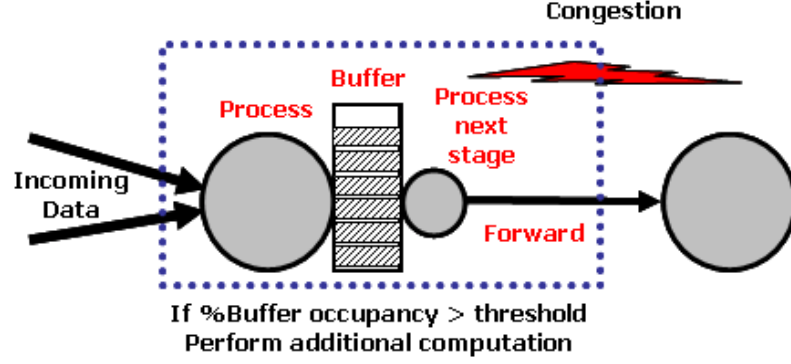 Congestion
Buffer
Process
Process
next
stage
Incoming
Data
Forward
If %Buffer occupancy > threshold
Perform additional computation